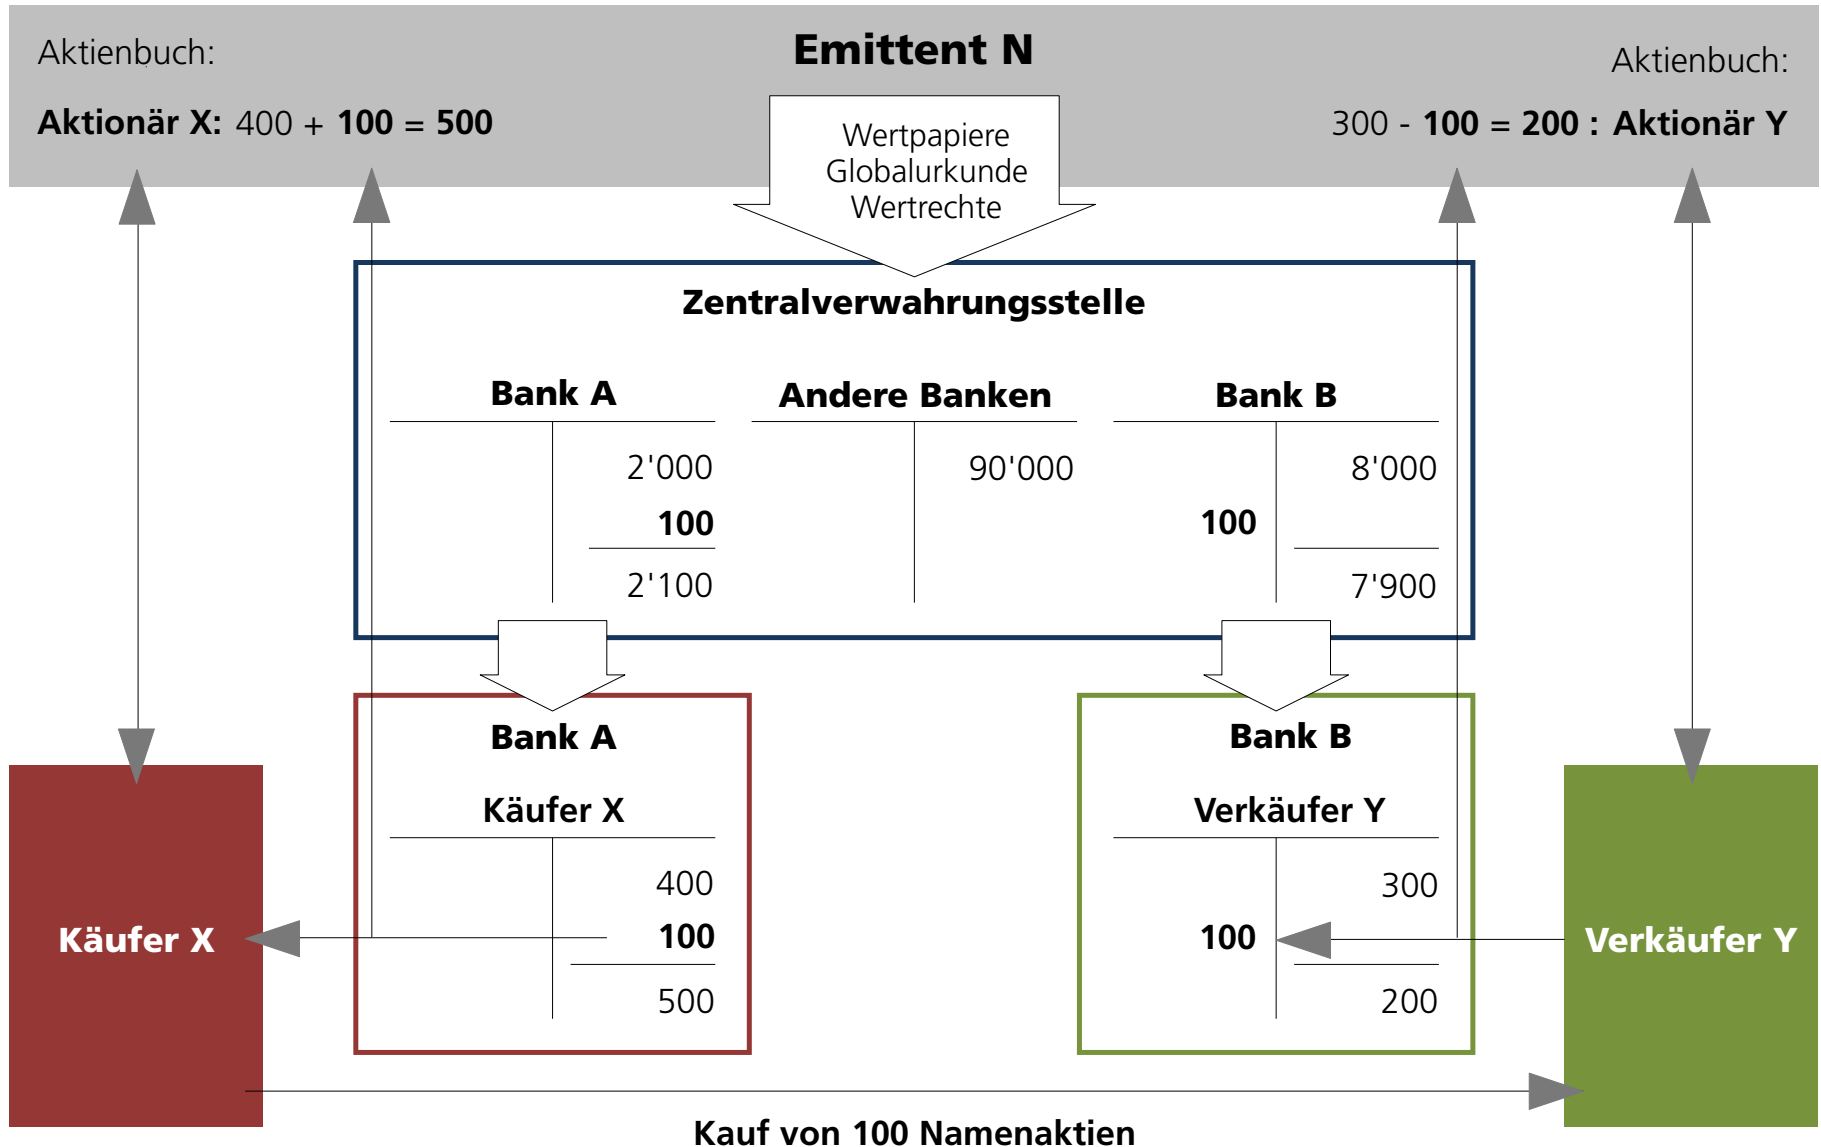 Aktienbuch:
Emittent N
Aktienbuch:
Aktionär X: 400 + 100 = 500
300 - 100 = 200 : Aktionär Y
Wertpapiere
Globalurkunde
Wertrechte
Zentralverwahrungsstelle
Bank A
Andere Banken
Bank B
2'000
90'000
8'000
100
100
2'100
7'900
Bank A
Bank B
Käufer X
Verkäufer Y
400
300
Käufer X
100
100
Verkäufer Y
500
200
Kauf von 100 Namenaktien